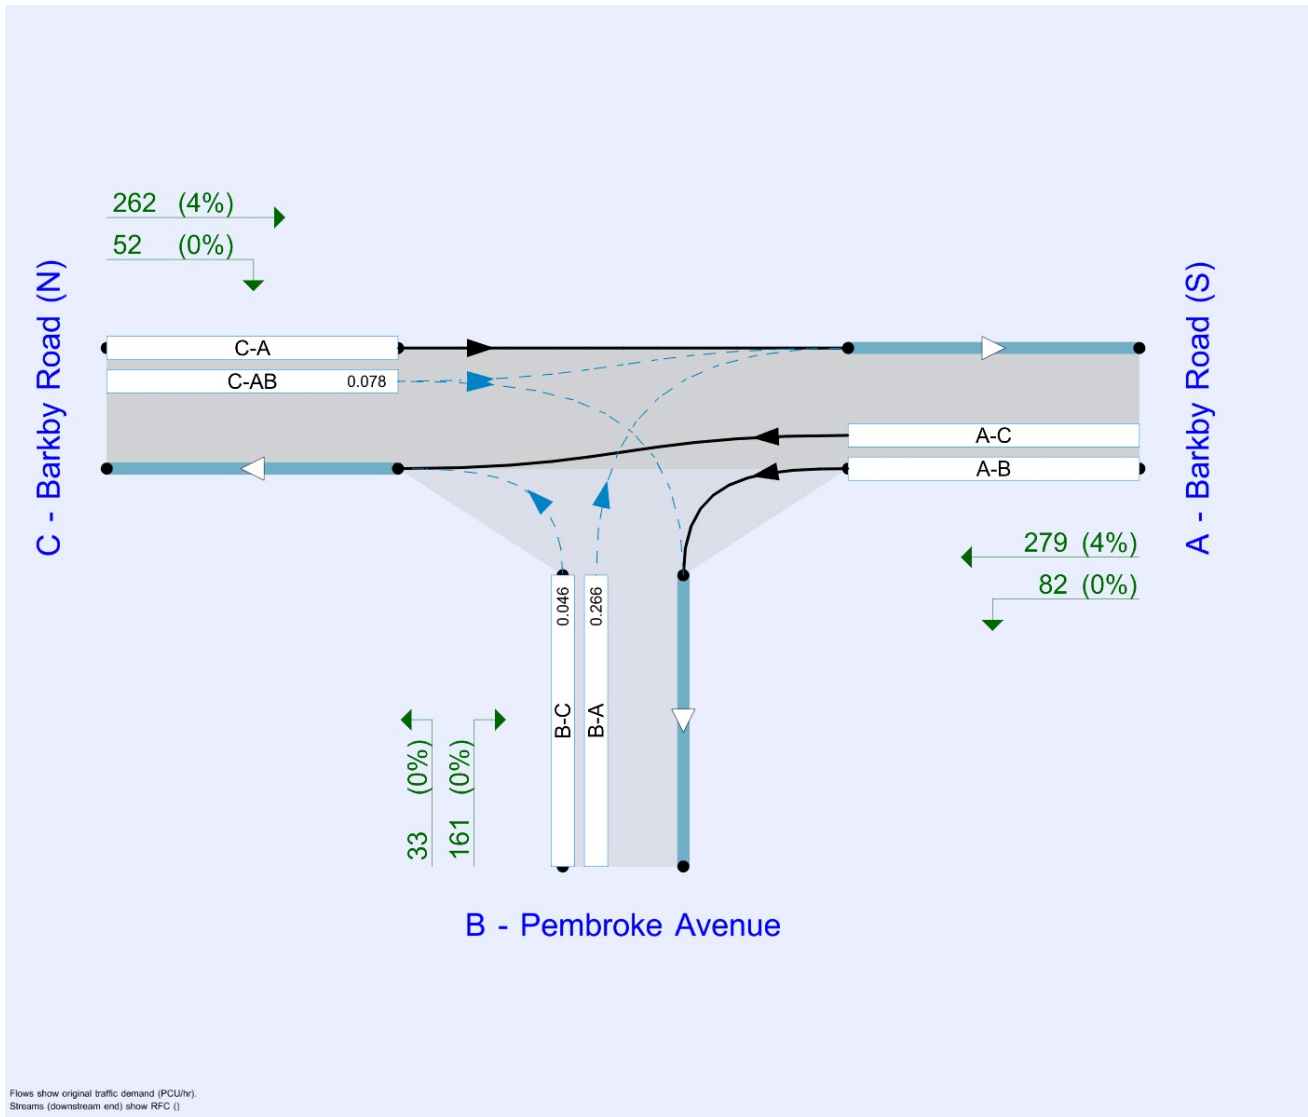 262 (4%)
52 (0%)
C - Barkby Road (N)
A - Barkby Road (S)
C-A
C-AB 0.078
A-C
A-B
279 (4%)
82 (0%)
0.046
0.266
B-C
B-A
33 (0%)
161 (0%)
B - Pembroke Avenue
Flows show original traffic demand (PCU/hr).
Streams (downstream end) show RFC ()